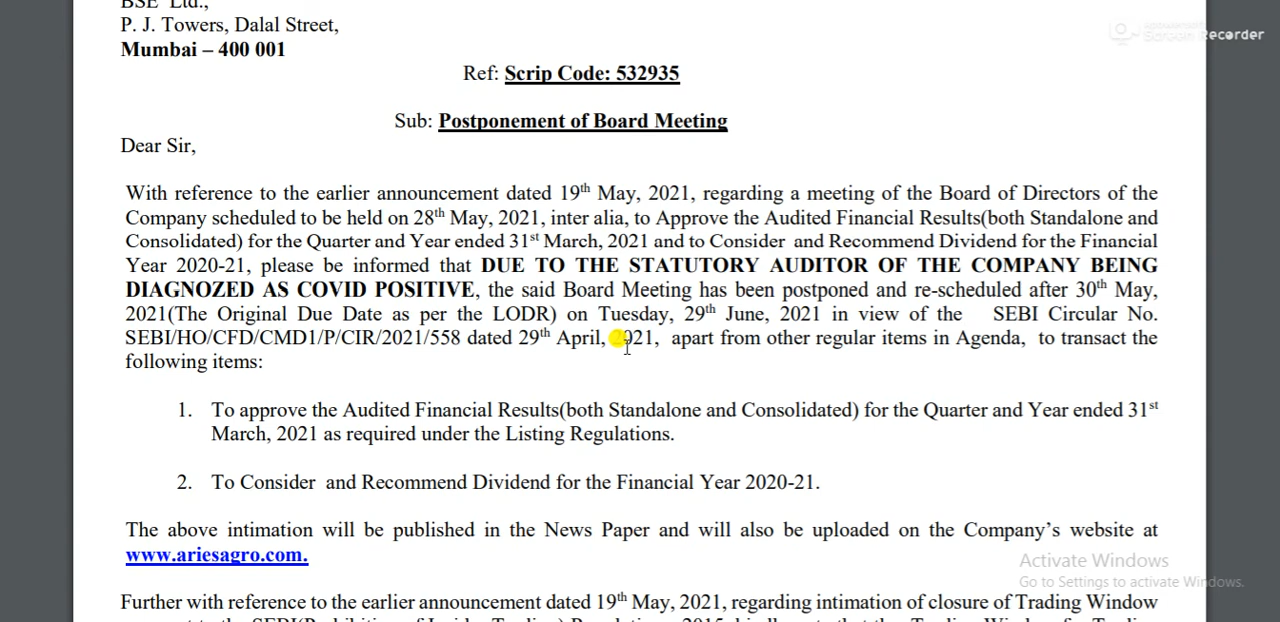 BSE Ltd.,
P. J. Towers, Dalal Street,
Mumbai – 400 001
Screen Recorder
Ref: Scrip Code: 532935
Sub: Postponement of Board Meeting
Dear Sir,
With reference to the earlier announcement dated 19th May, 2021, regarding a meeting of the Board of Directors of the
Company scheduled to be held on 28th May, 2021, inter alia, to Approve the Audited Financial Results(both Standalone and
Consolidated) for the Quarter and Year ended 31st March, 2021 and to Consider and Recommend Dividend for the Financial
Year 2020-21, please be informed that DUE TO THE STATUTORY AUDITOR OF THE COMPANY BEING
DIAGNOZED AS COVID POSITIVE, the said Board Meeting has been postponed and re-scheduled after 30th May,
2021(The Original Due Date as per the LODR) on Tuesday, 29th June, 2021 in view of the SEBI Circular No.
SEBI/HO/CFD/CMD1/P/CIR/2021/558 dated 29th April, 2021, apart from other regular items in Agenda, to transact the
following items:
1. To approve the Audited Financial Results(both Standalone and Consolidated) for the Quarter and Year ended 31st
March, 2021 as required under the Listing Regulations.
2. To Consider and Recommend Dividend for the Financial Year 2020-21.
The above intimation will be published in the News Paper and will also be uploaded on the Company's website at
www.ariesagro.com.
Activate Windows
Go to Settings to activate Windows.
Further with reference to the earlier announcement dated 19th May, 2021, regarding intimation of closure of Trading Window